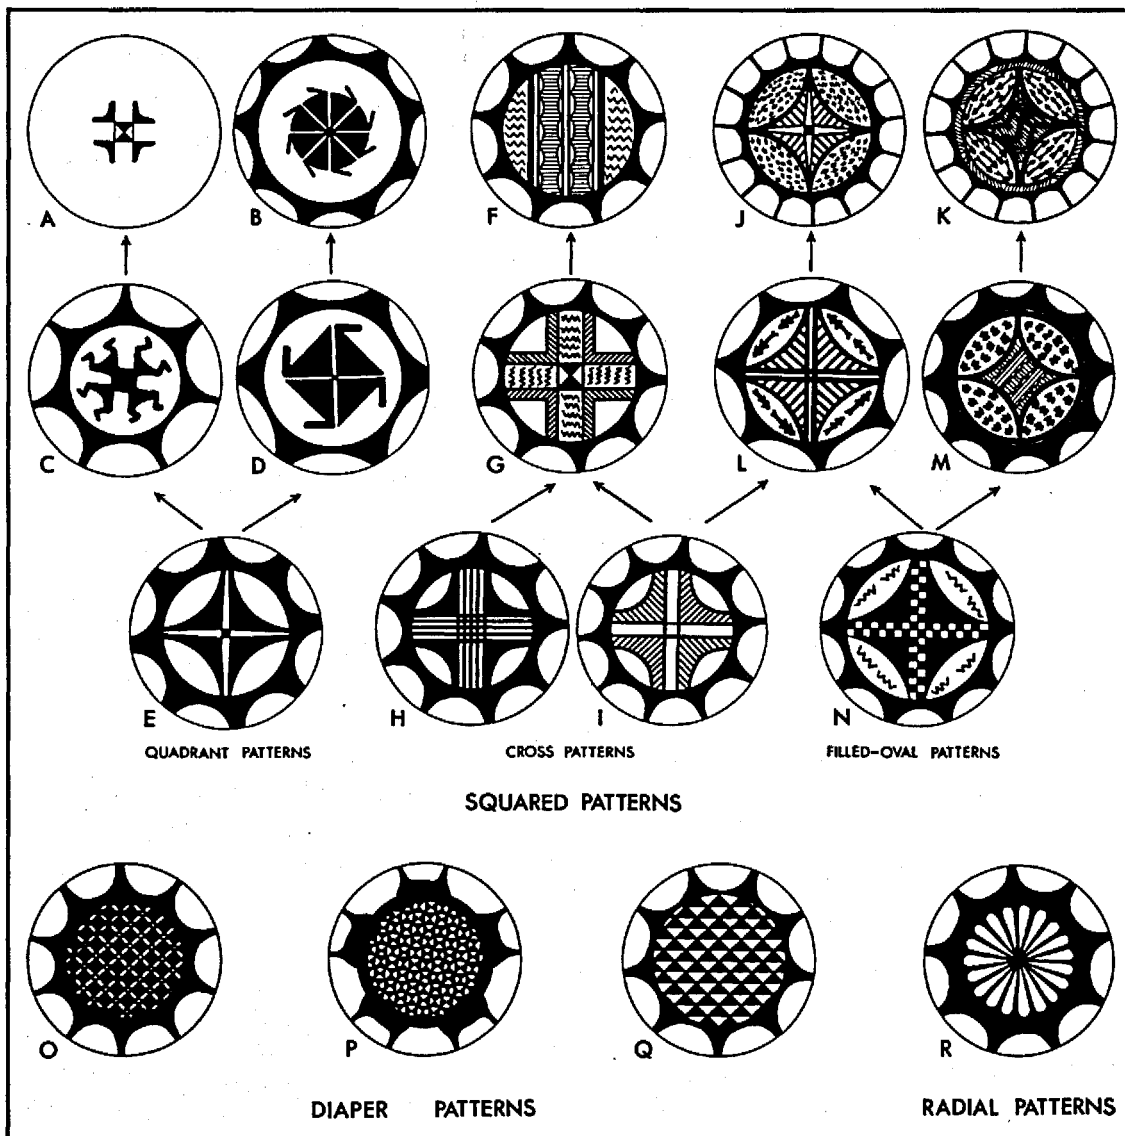 A
B
F
J
K
C
D
G
L
M
E
H
I
N
QUADRANT PATTERNS
CROSS PATTERNS
FILLED-OVAL PATTERNS
SQUARED PATTERNS
O
P
Q
R
DIAPER PATTERNS
RADIAL PATTERNS